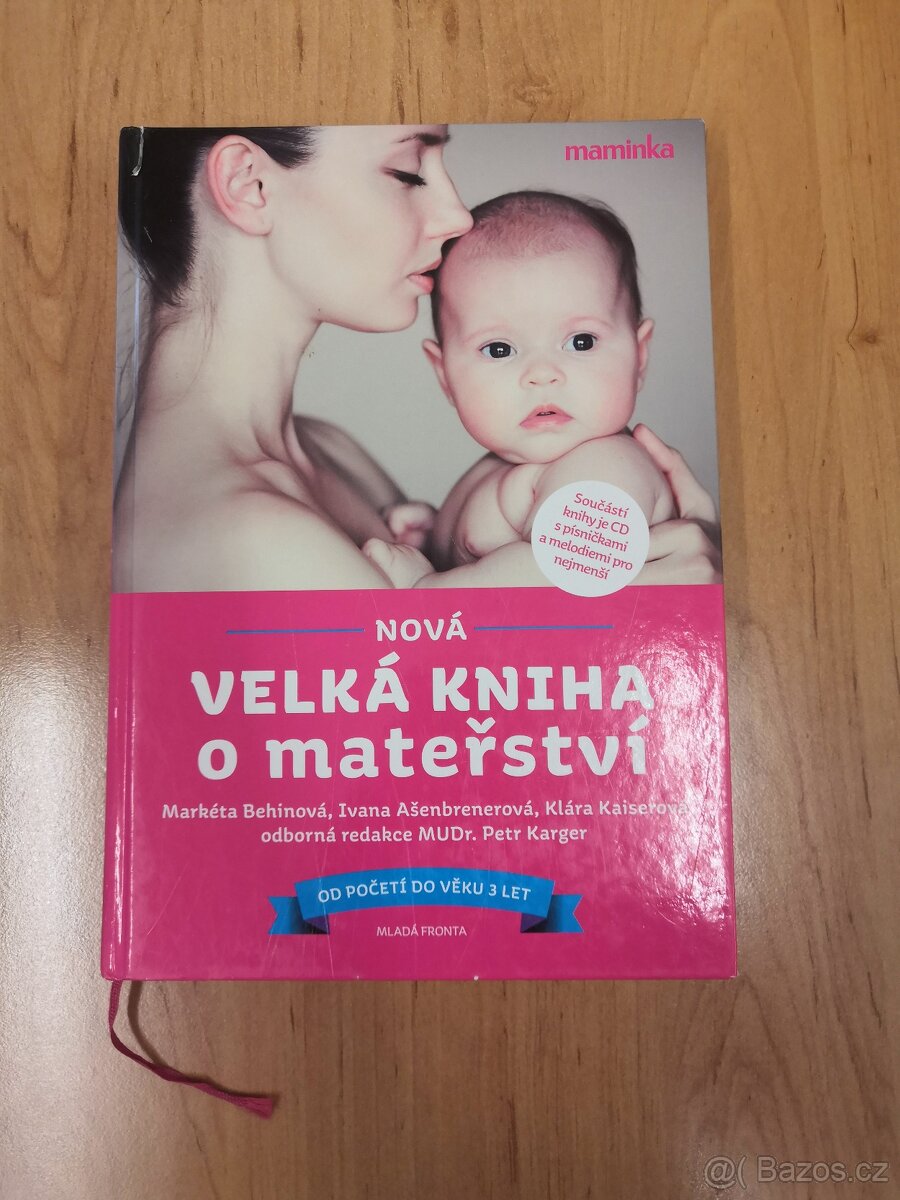 maminka
Součástí
knihy je CD
s písničkami
a melodiemi pro
nejmenší
NOVÁ
VELKÁ KNIHA
o mateřství
Markéta Behinová, Ivana Ašenbrenerová, Klára Kaiserová
odborná redakce MUDr. Petr Karger
OD POČETÍ DO VĚKU 3 LET
MLADÁ FRONTA
@( Bazos.cz